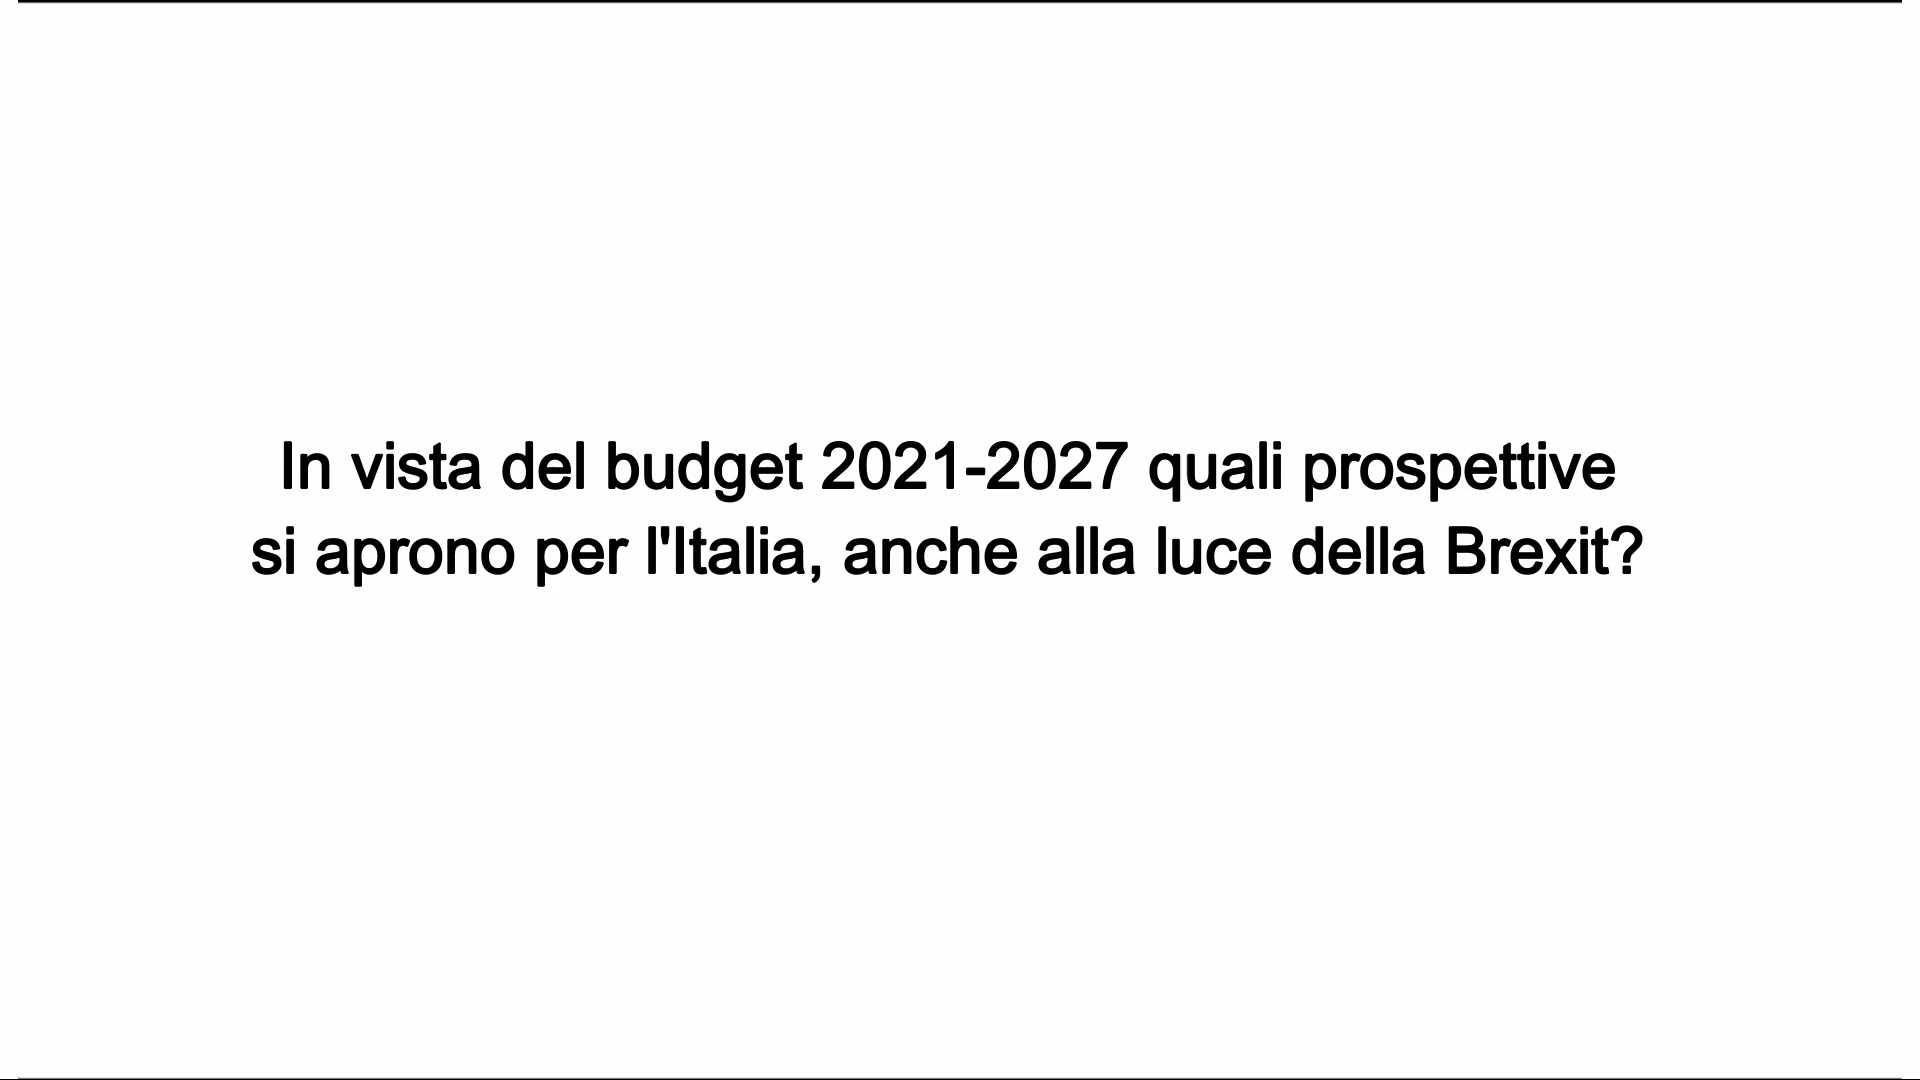 In vista del budget 2021-2027 quali prospettive
si aprono per l'Italia, anche alla luce della Brexit?